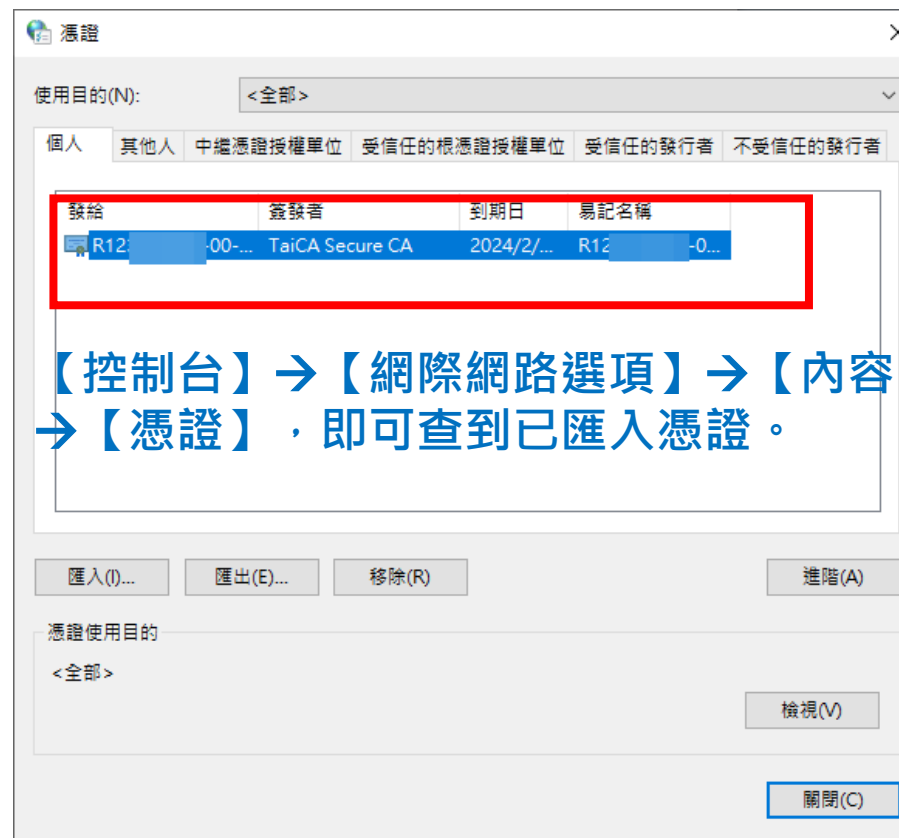 憑證
使用目的(N): <全部>
個人 其他人 中繼憑證授權單位 受信任的根憑證授權單位 受信任的發行者 不受信任的發行者
發給 簽發者 到期日 易記名稱
R12 -00-... TaiCA Secure CA 2024/2/... R12 -0...
【控制台】→【網際網路選項】→【內容
→【憑證】，即可查到已匯入憑證。
匯入(I)... 匯出(E)... 移除(R) 進階(A)
憑證使用目的
<全部>
檢視(V)
關閉(C)